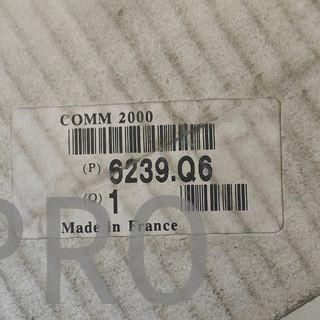 COMM 2000
(P) 6239.Q6
(Q) 1
Made in France
PRO